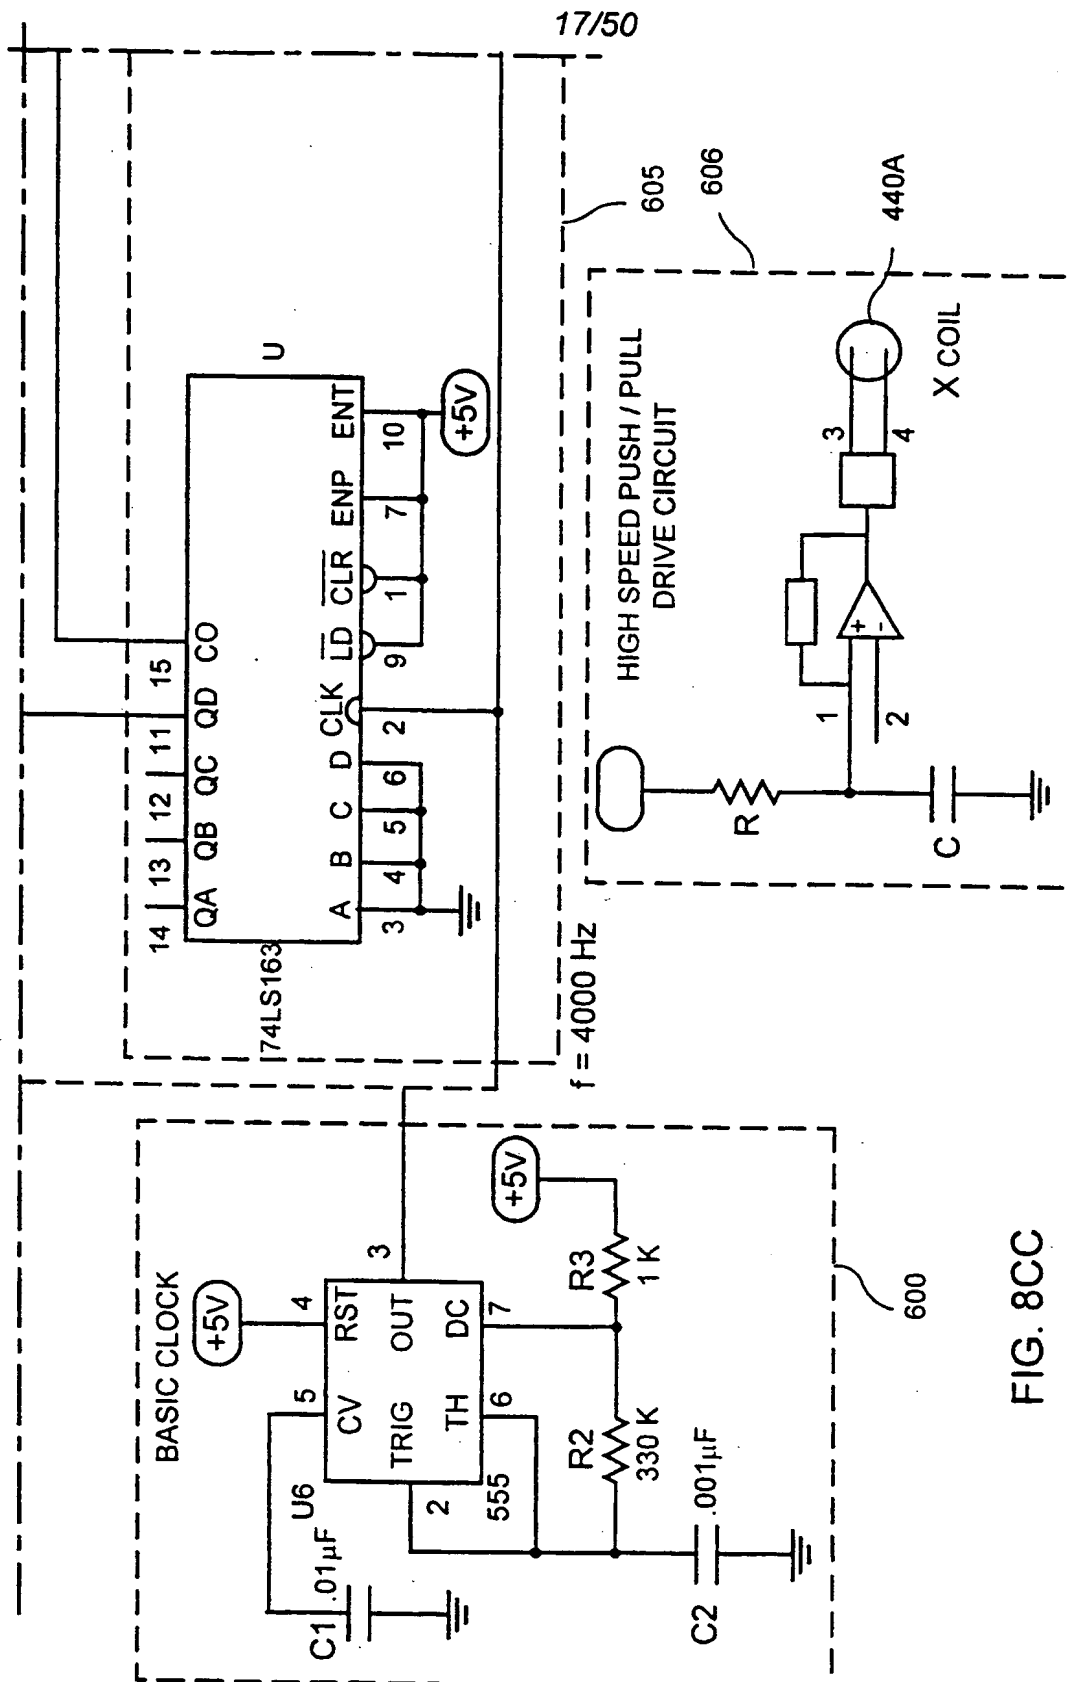 17/50
BASIC CLOCK
+5V
5
4
CV
RST
U6
TRIG
OUT
3
TH
DC
2
6
7
555
C1
.01µF
R2
330 K
R3
1 K
+5V
C2
.001µF
600
f = 4000 Hz
14
13
12
11
15
QA
QB
QC
QD
CO
74LS163
U
A
B
C
D
CLK
LD
CLR
ENP
ENT
3
4
5
6
2
9
1
7
10
+5V
605
HIGH SPEED PUSH / PULL
DRIVE CIRCUIT
606
R
C
1
2
+
-
3
4
440A
X COIL
FIG. 8CC